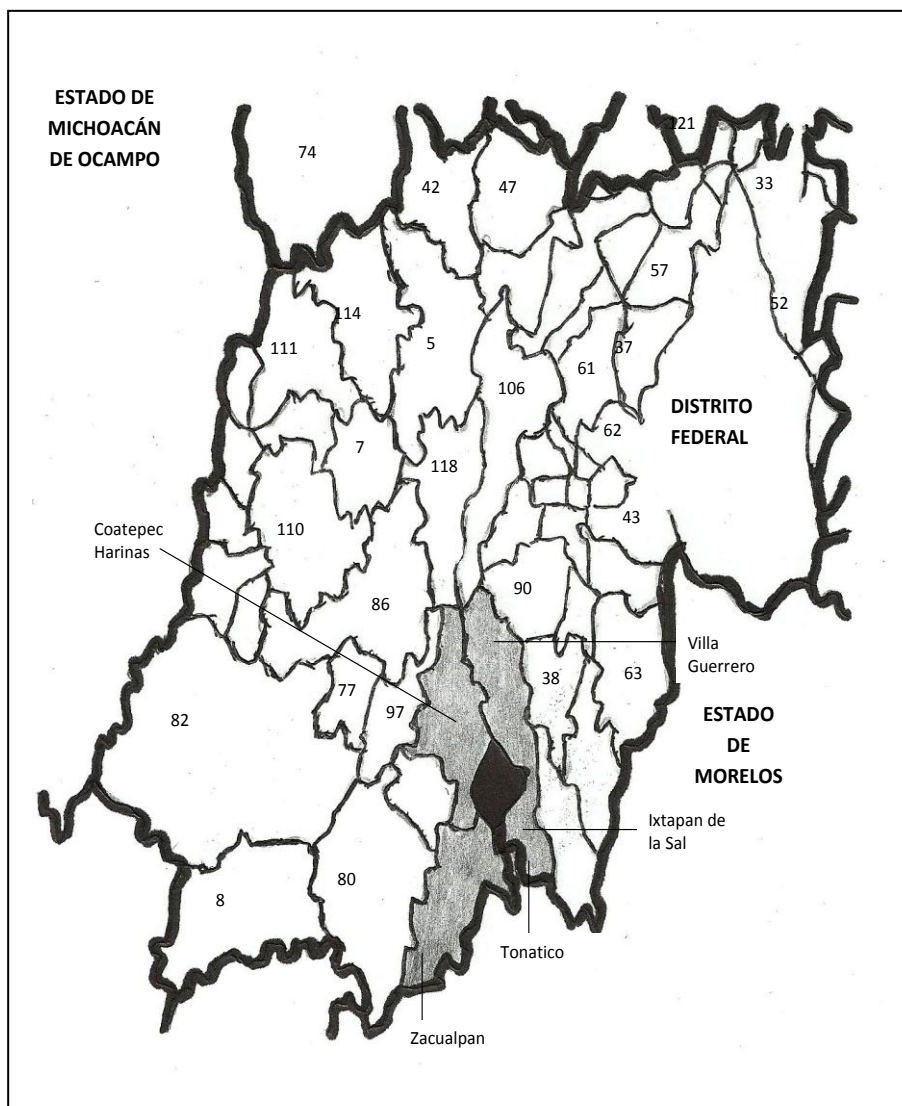 ESTADO DE
MICHOACÁN
DE OCAMPO
74
121
42
47
33
57
52
114
111
5
37
61
106
DISTRITO
FEDERAL
62
7
118
110
43
Coatepec
Harinas
90
86
Villa
Guerrero
38
63
77
97
82
ESTADO
DE
MORELOS
Ixtapan de
la Sal
80
8
Tonatico
Zacualpan